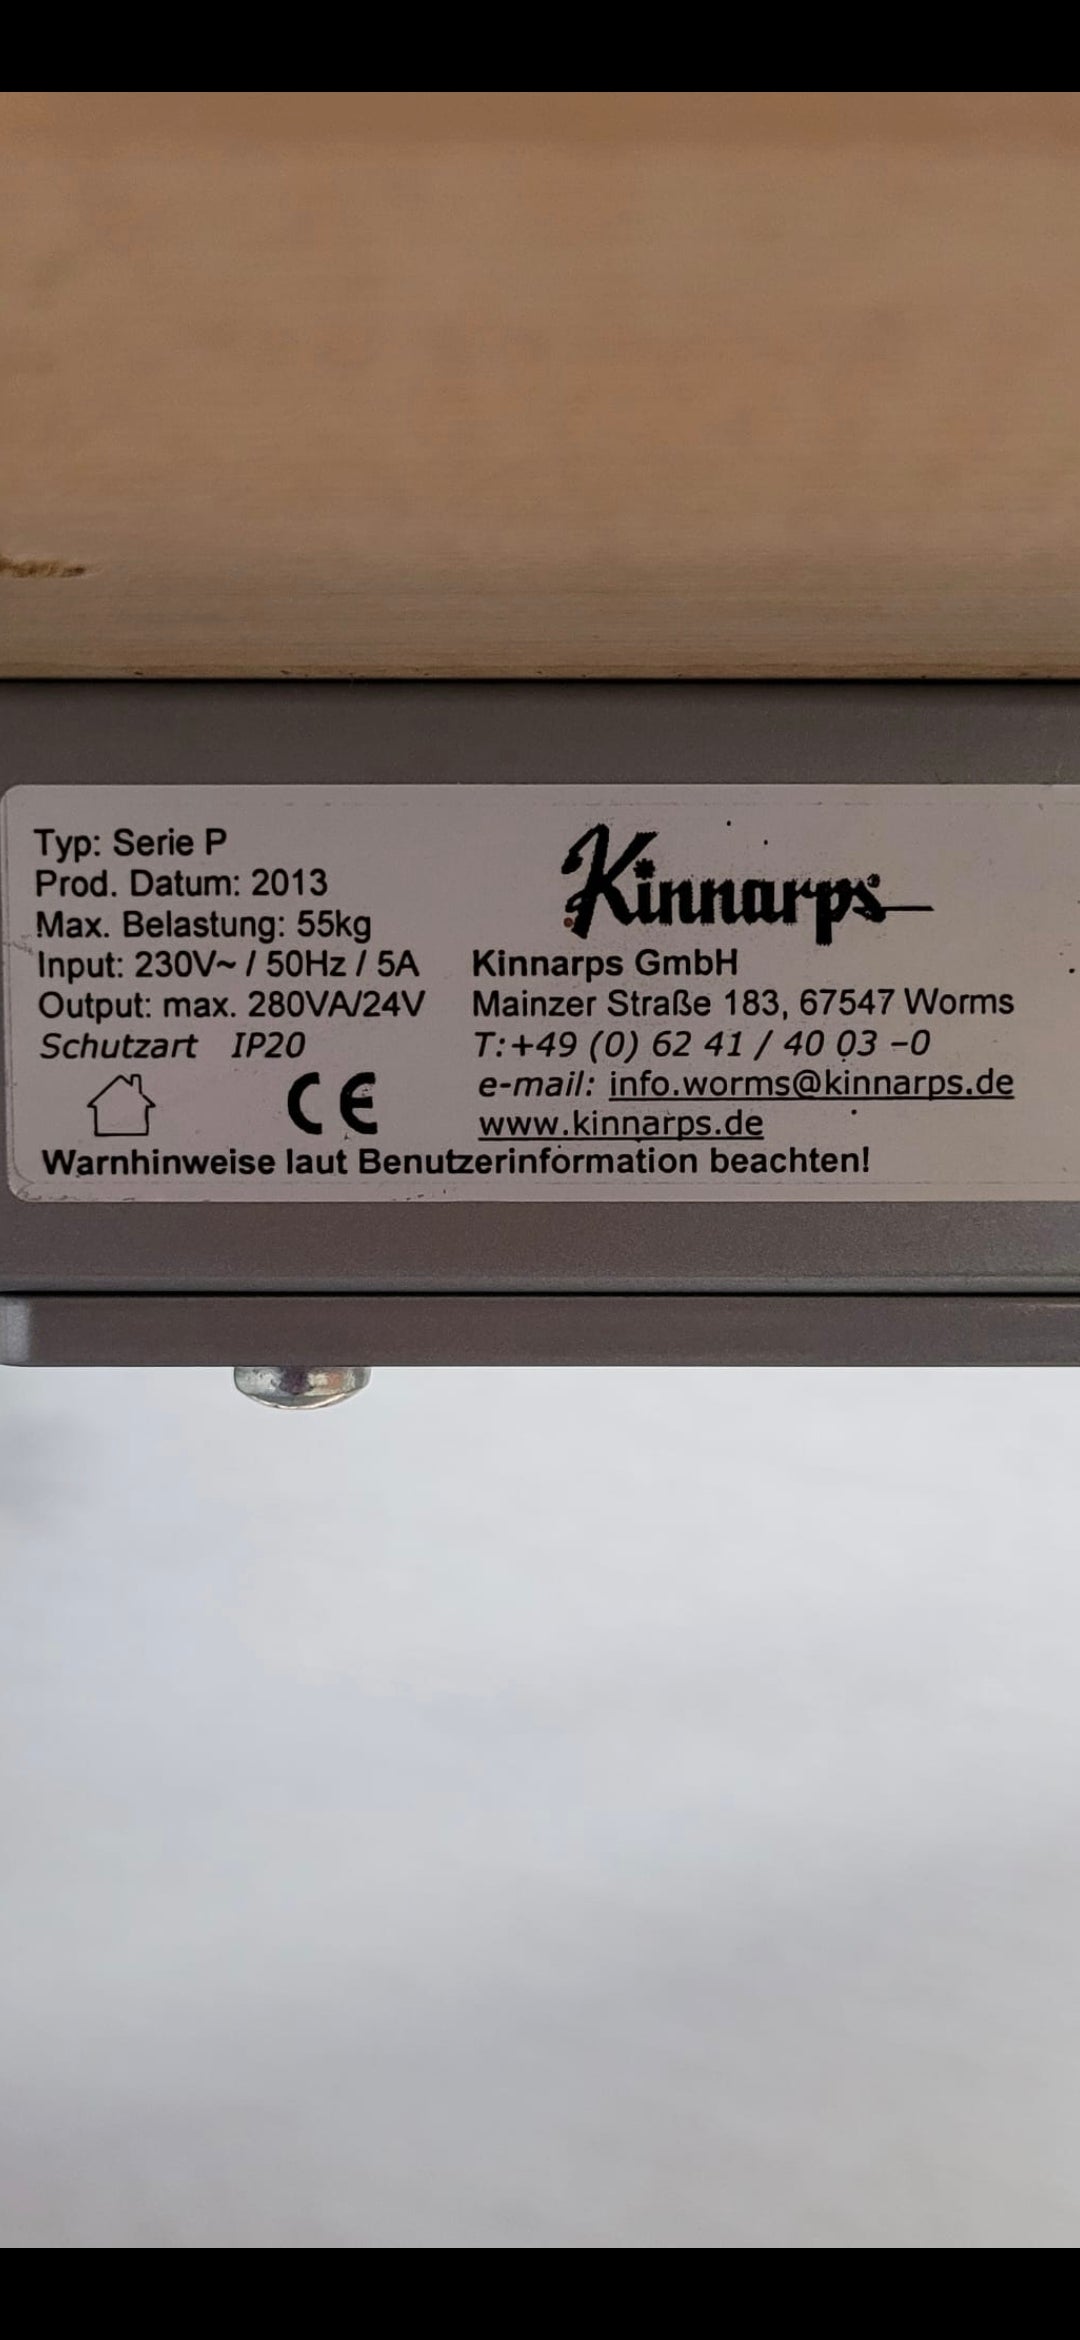 Typ: Serie P
Prod. Datum: 2013
Max. Belastung: 55kg
Input: 230V~ / 50Hz / 5A
Output: max. 280VA/24V
Schutzart IP20
CE
Kinnarps
Kinnarps GmbH
Mainzer Straße 183, 67547 Worms
T:+49 (0) 62 41 / 40 03 –0
e-mail: info.worms@kinnarps.de
www.kinnarps.de
Warnhinweise laut Benutzerinformation beachten!